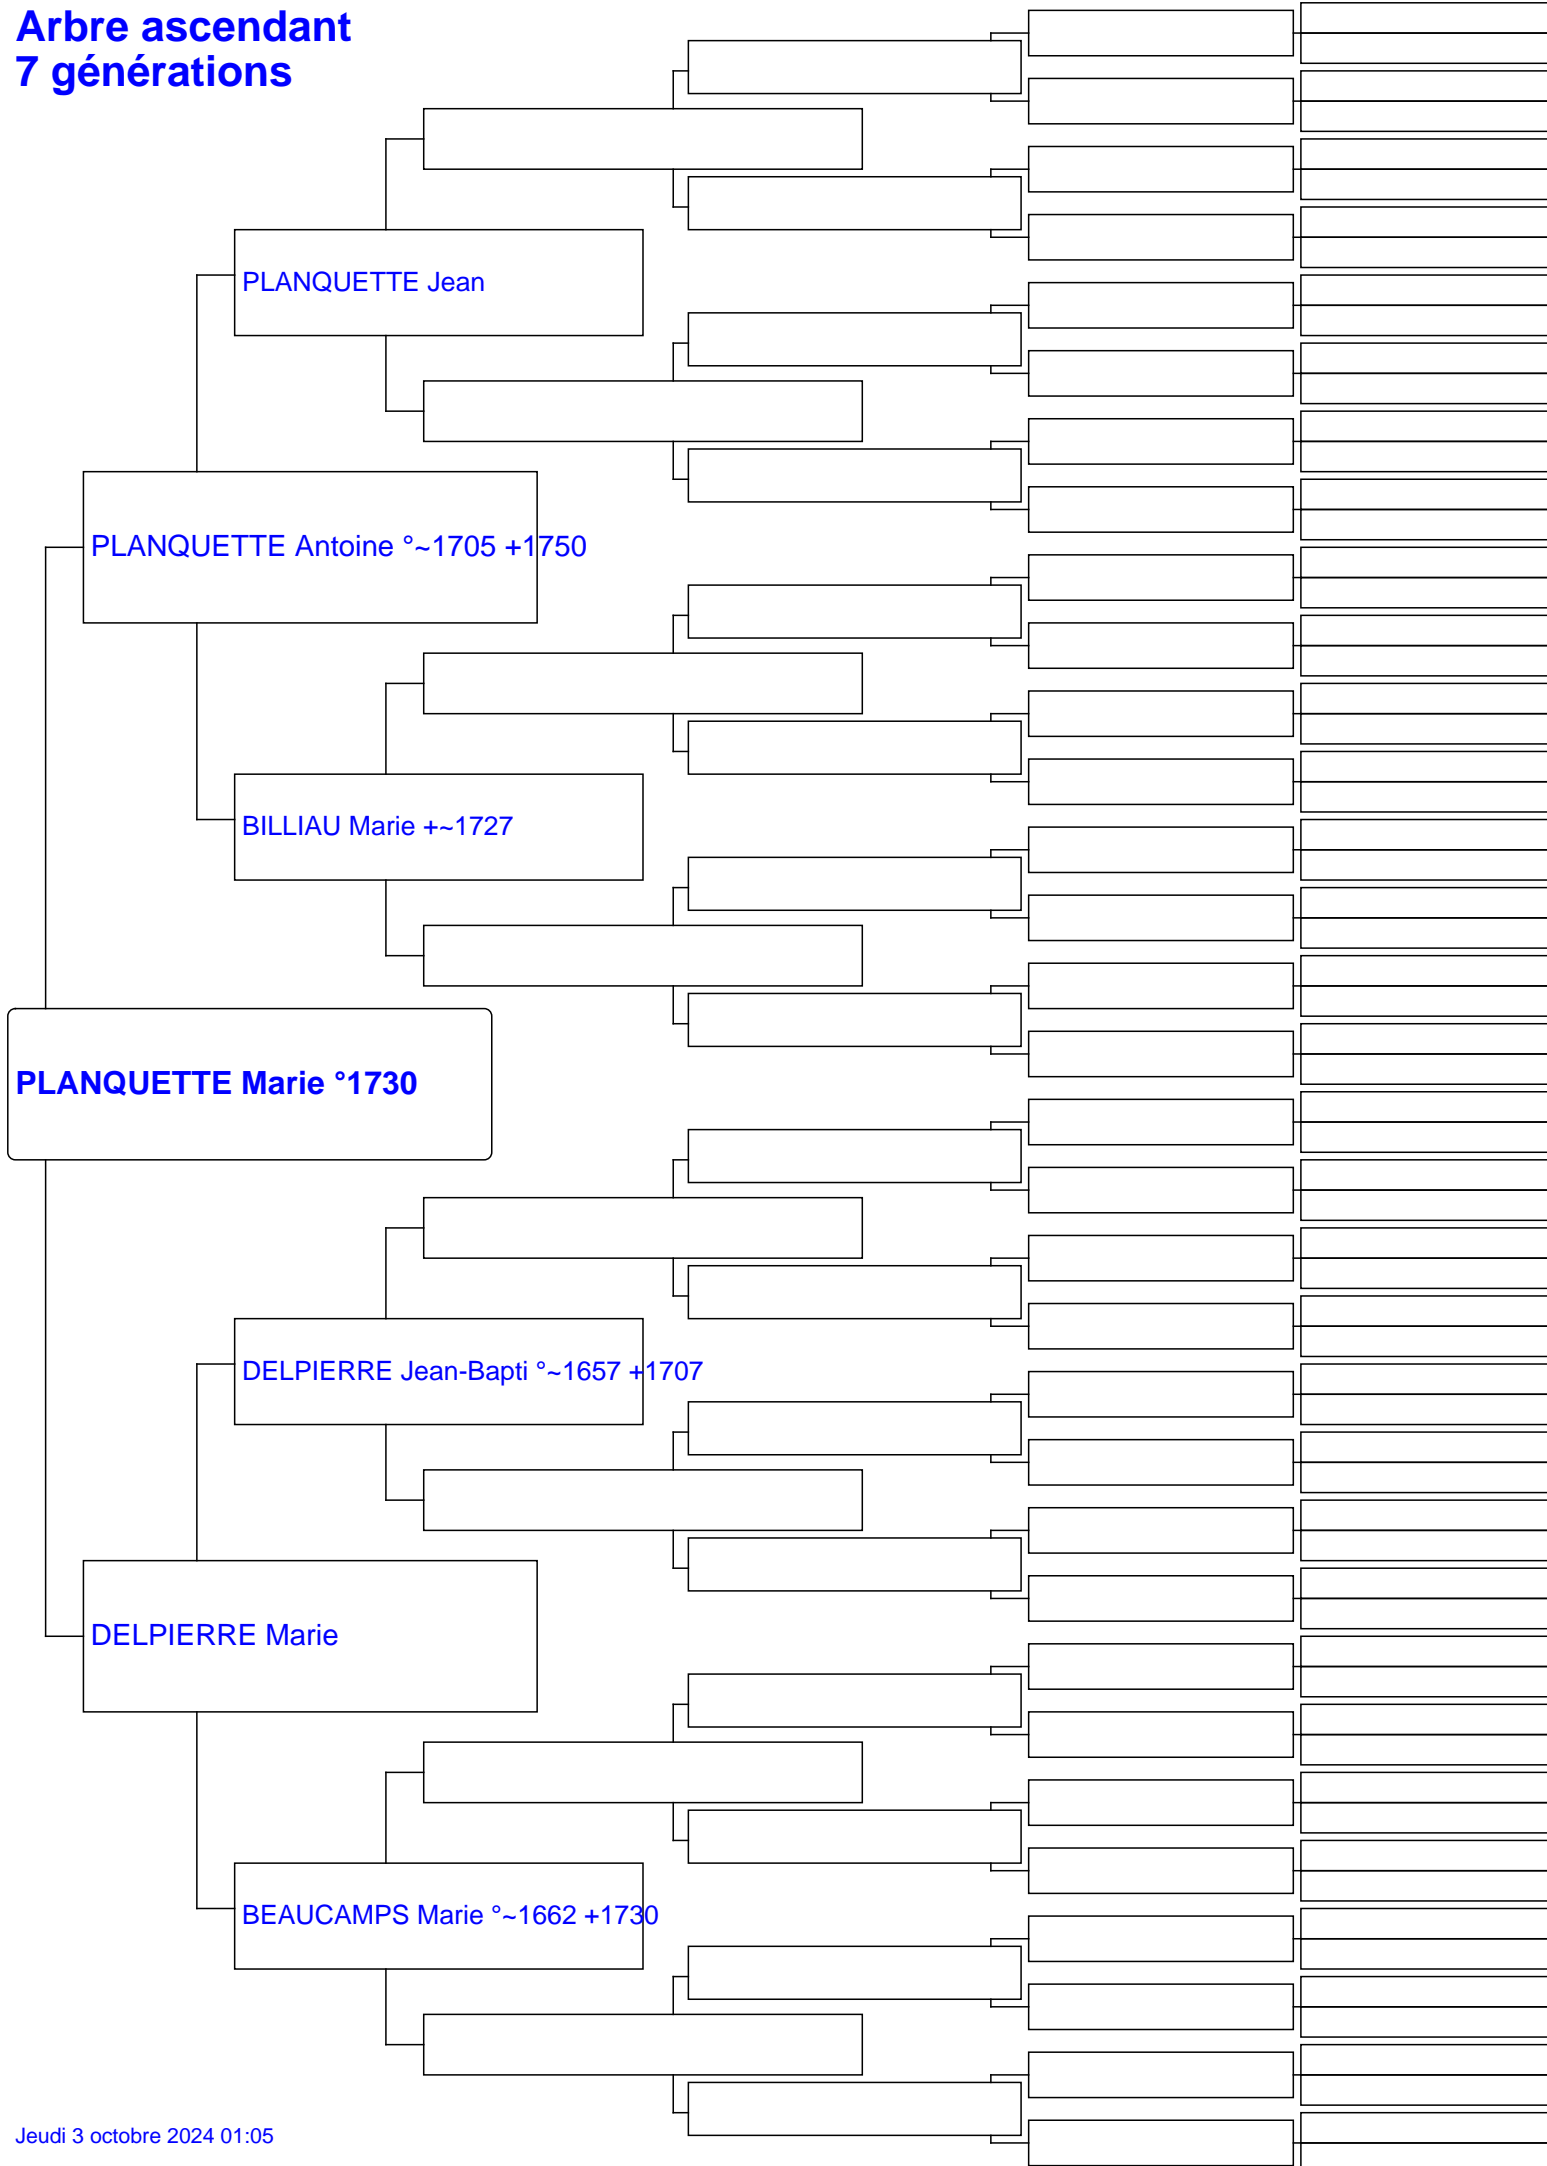 Arbre ascendant
7 générations
PLANQUETTE Jean
PLANQUETTE Antoine °~1705 +1750
BILLIAU Marie +~1727
PLANQUETTE Marie °1730
DELPIERRE Jean-Bapti °~1657 +1707
DELPIERRE Marie
BEAUCAMPS Marie °~1662 +1730
Jeudi 3 octobre 2024 01:05